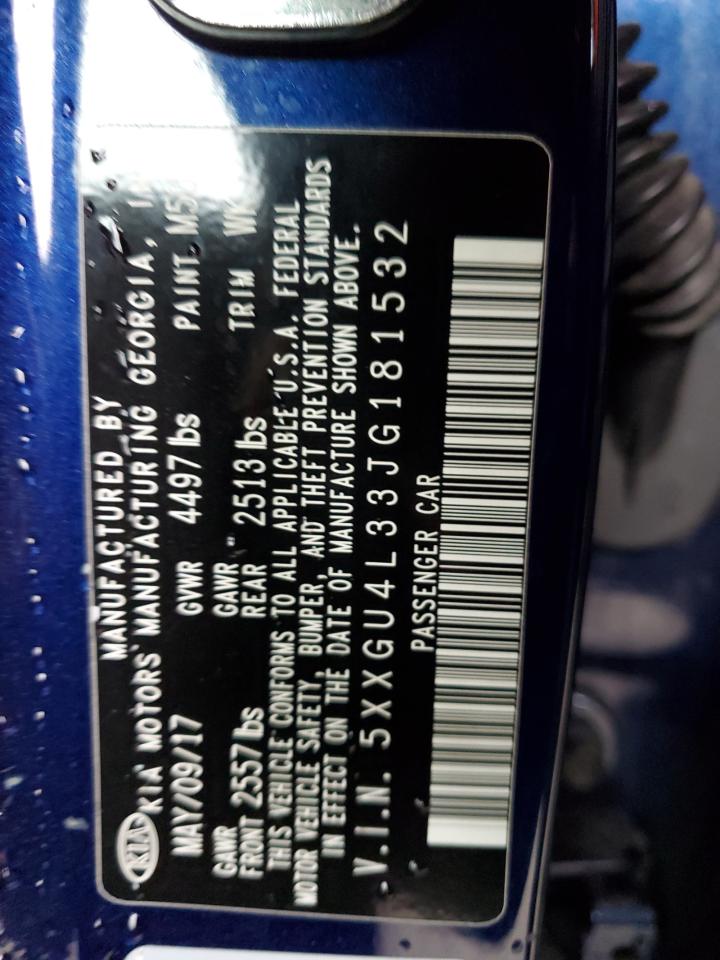 MANUFACTURED BY
KIA KIA MOTORS MANUFACTURING GEORGIA,
MAY/09/17 GVWR 4497 lbs PAINT
GAWR GAWR TRIM
FRONT 2557 lbs REAR 2513 lbs
THIS VEHICLE CONFORMS TO ALL APPLICABLE U.S.A. FEDERAL
MOTOR VEHICLE SAFETY, BUMPER, AND THEFT PREVENTION STANDARDS
IN EFFECT ON THE DATE OF MANUFACTURE SHOWN ABOVE.
V.I.N. 5XXGU4L33JG181532
PASSENGER CAR